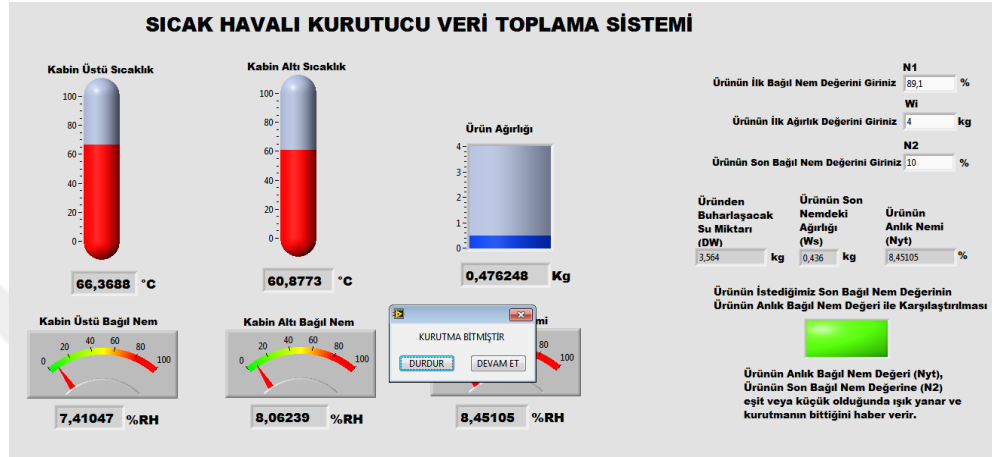 SICAK HAVALI KURUTUCU VERİ TOPLAMA SİSTEMİ
Kabin Üstü Sıcaklık
100
80
60
40
20
0
66,3688 °C
Kabin Altı Sıcaklık
100
80
60
40
20
0
60,8773 °C
Ürün Ağırlığı
4
3
2
1
0
0,476248 Kg
N1
Ürünün İlk Bağıl Nem Değerini Giriniz 89,1 %
Wi
Ürünün İlk Ağırlık Değerini Giriniz 4 kg
N2
Ürünün Son Bağıl Nem Değerini Giriniz 10 %
Üründen
Buharlaşacak
Su Miktarı
(DW)
3,564 kg
Ürünün Son
Nemdeki
Ağırlığı
(Ws)
0,436 kg
Ürünün
Anlık Nemi
(Nyt)
8,45105 %
Ürünün İstediğimiz Son Bağıl Nem Değerinin
Ürünün Anlık Bağıl Nem Değeri ile Karşılaştırılması
Ürünün Anlık Bağıl Nem Değeri (Nyt),
Ürünün Son Bağıl Nem Değerine (N2)
eşit veya küçük olduğunda ışık yanar ve
kurutmanın bittiğini haber verir.
Kabin Üstü Bağıl Nem
0 20 40 60 80 100
7,41047 %RH
Kabin Altı Bağıl Nem
0 20 40 60 80 100
8,06239 %RH
KURUTMA BİTMİŞTİR
DURDUR DEVAM ET
mi
80
100
8,45105 %RH